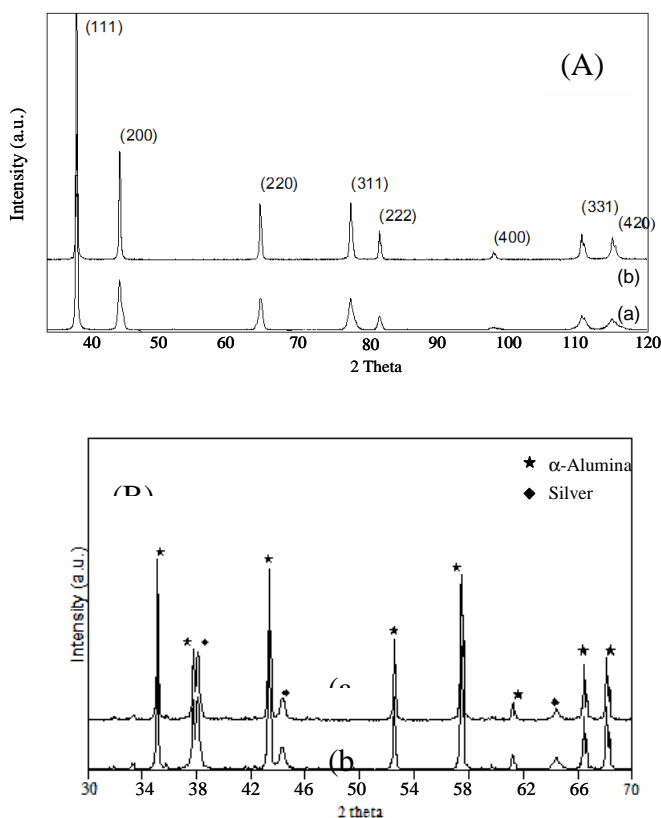 (111)
(A)
(200)
(220)
(311)
(222)
(400)
(331)
(420)
(b)
(a)
Intensity (a.u.)
40 50 60 70 80 90 100 110 120
2 Theta
★ α-Alumina
◆ Silver
(B)
Intensity (a.u.)
(a
(b
30 34 38 42 46 50 54 58 62 66 70
2 theta